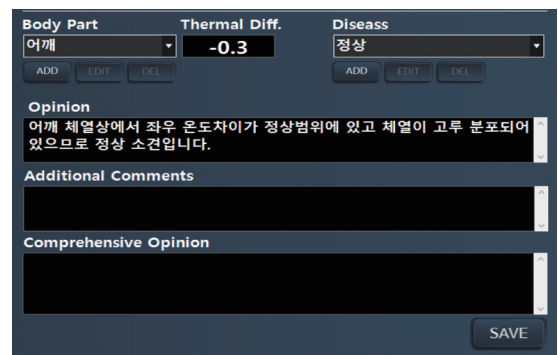 Body Part Thermal Diff. Diseass
어깨 -0.3 정상
ADD EDIT DEL ADD EDIT DEL
Opinion
어깨 체열상에서 좌우 온도차이가 정상범위에 있고 체열이 고루 분포되어
있으므로 정상 소견입니다.
Additional Comments
Comprehensive Opinion
SAVE